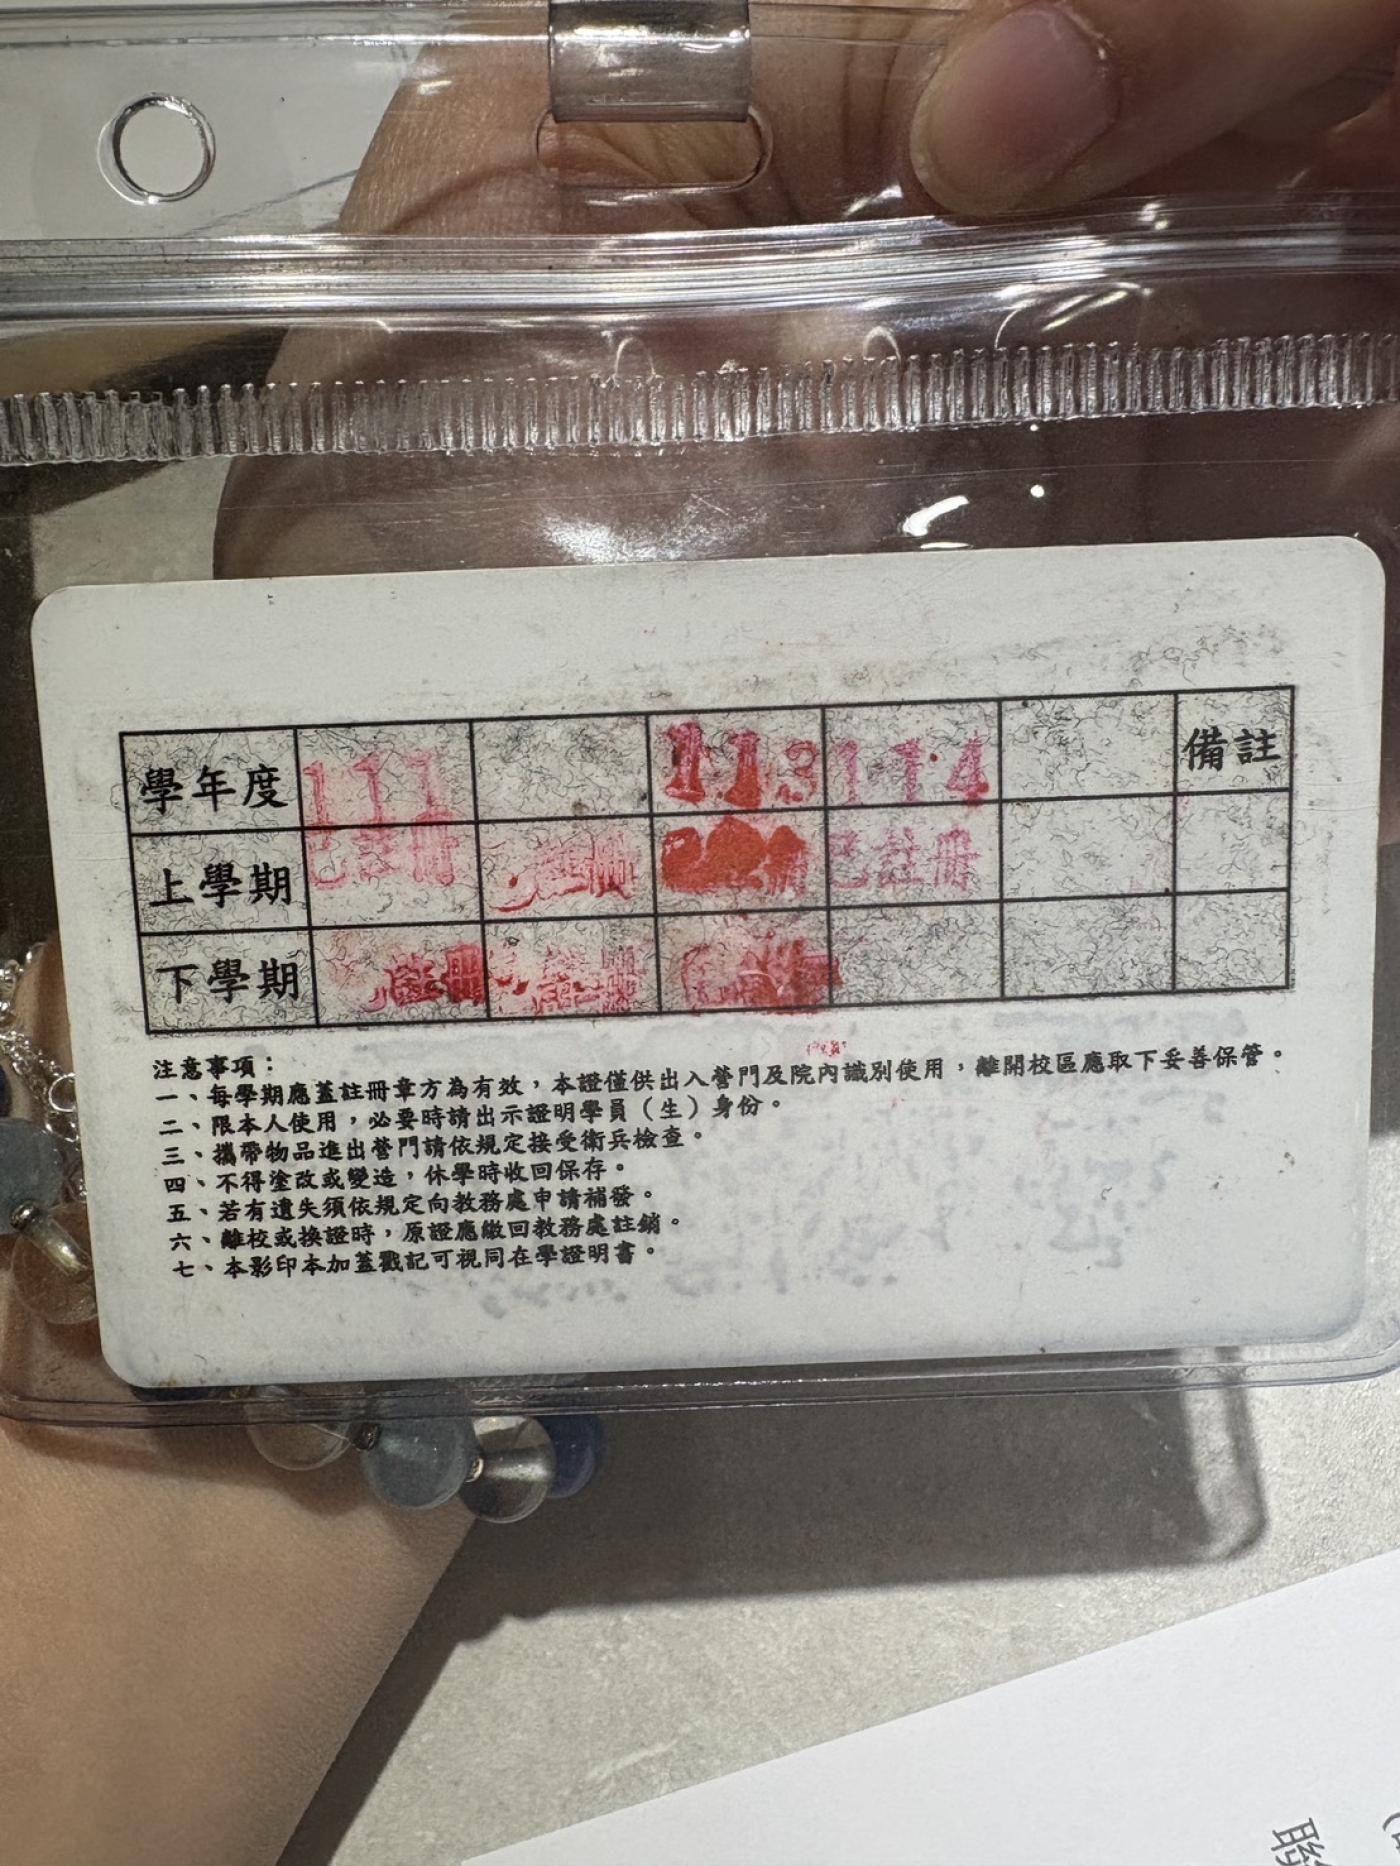 學年度 111 113 114 備註
上學期 已註冊 註冊 冊 已註冊
下學期 註冊 註冊 註
注意事項：
一、每學期應蓋註冊章方為有效，本證僅供出入營門及院內識別使用，離開校區應取下妥善保管。
二、限本人使用，必要時請出示證明學員（生）身份。
三、攜帶物品進出營門請依規定接受衛兵檢查。
四、不得塗改或變造，休學時收回保存。
五、若有遺失須依規定向教務處申請補發。
六、離校或換證時，原證應繳回教務處註銷。
七、本影印本加蓋戳記可視同在學證明書。